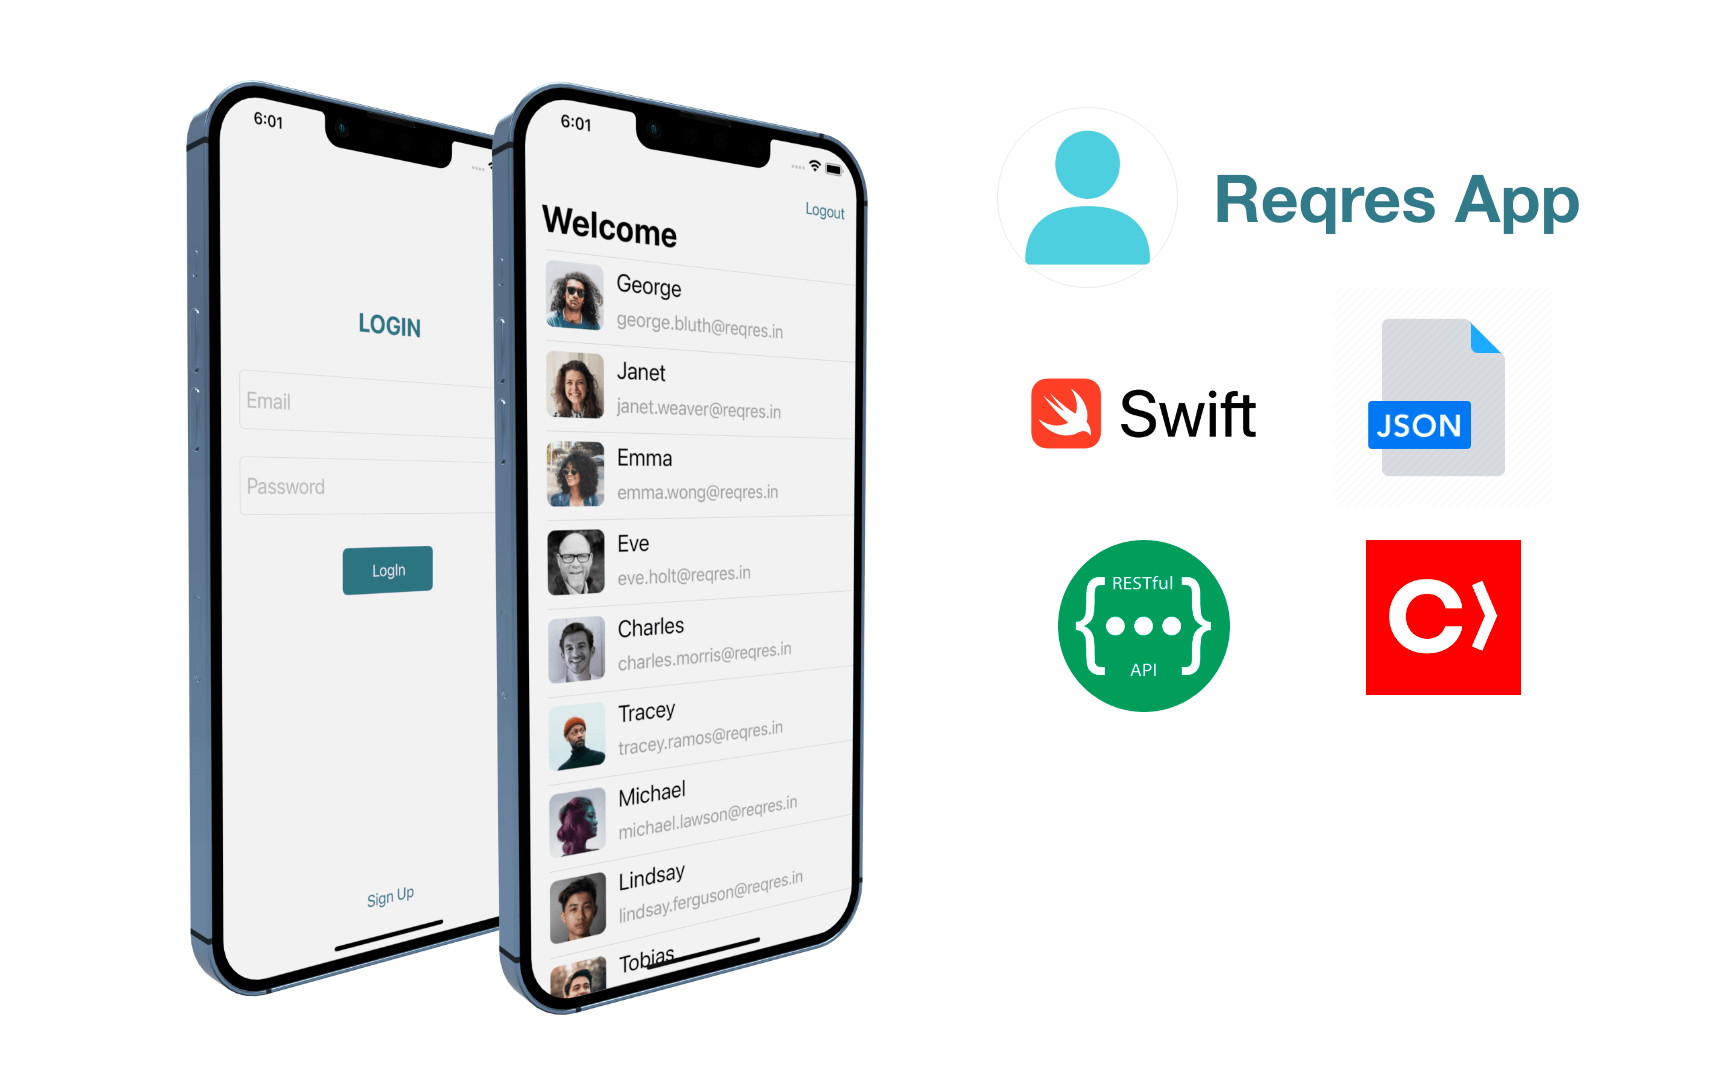 6:01
LOGIN
Email
Password
LogIn
Sign Up
6:01
Logout
Welcome
George
george.bluth@reqres.in
Janet
janet.weaver@reqres.in
Emma
emma.wong@reqres.in
Eve
eve.holt@reqres.in
Charles
charles.morris@reqres.in
Tracey
tracey.ramos@reqres.in
Michael
michael.lawson@reqres.in
Lindsay
lindsay.ferguson@reqres.in
Tobias
Reqres App
Swift
JSON
{ RESTful
API }
C⟩